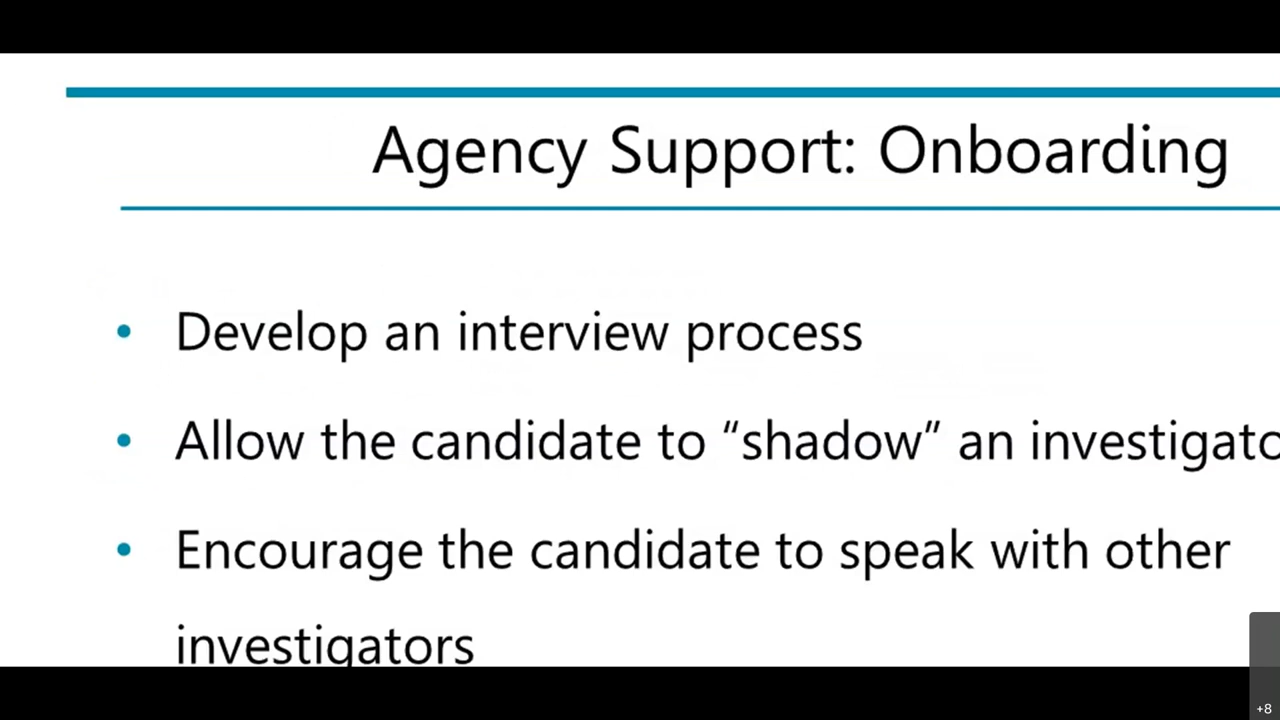 Agency Support: Onboarding
• Develop an interview process
• Allow the candidate to “shadow” an investigato
• Encourage the candidate to speak with other
investigators
+8